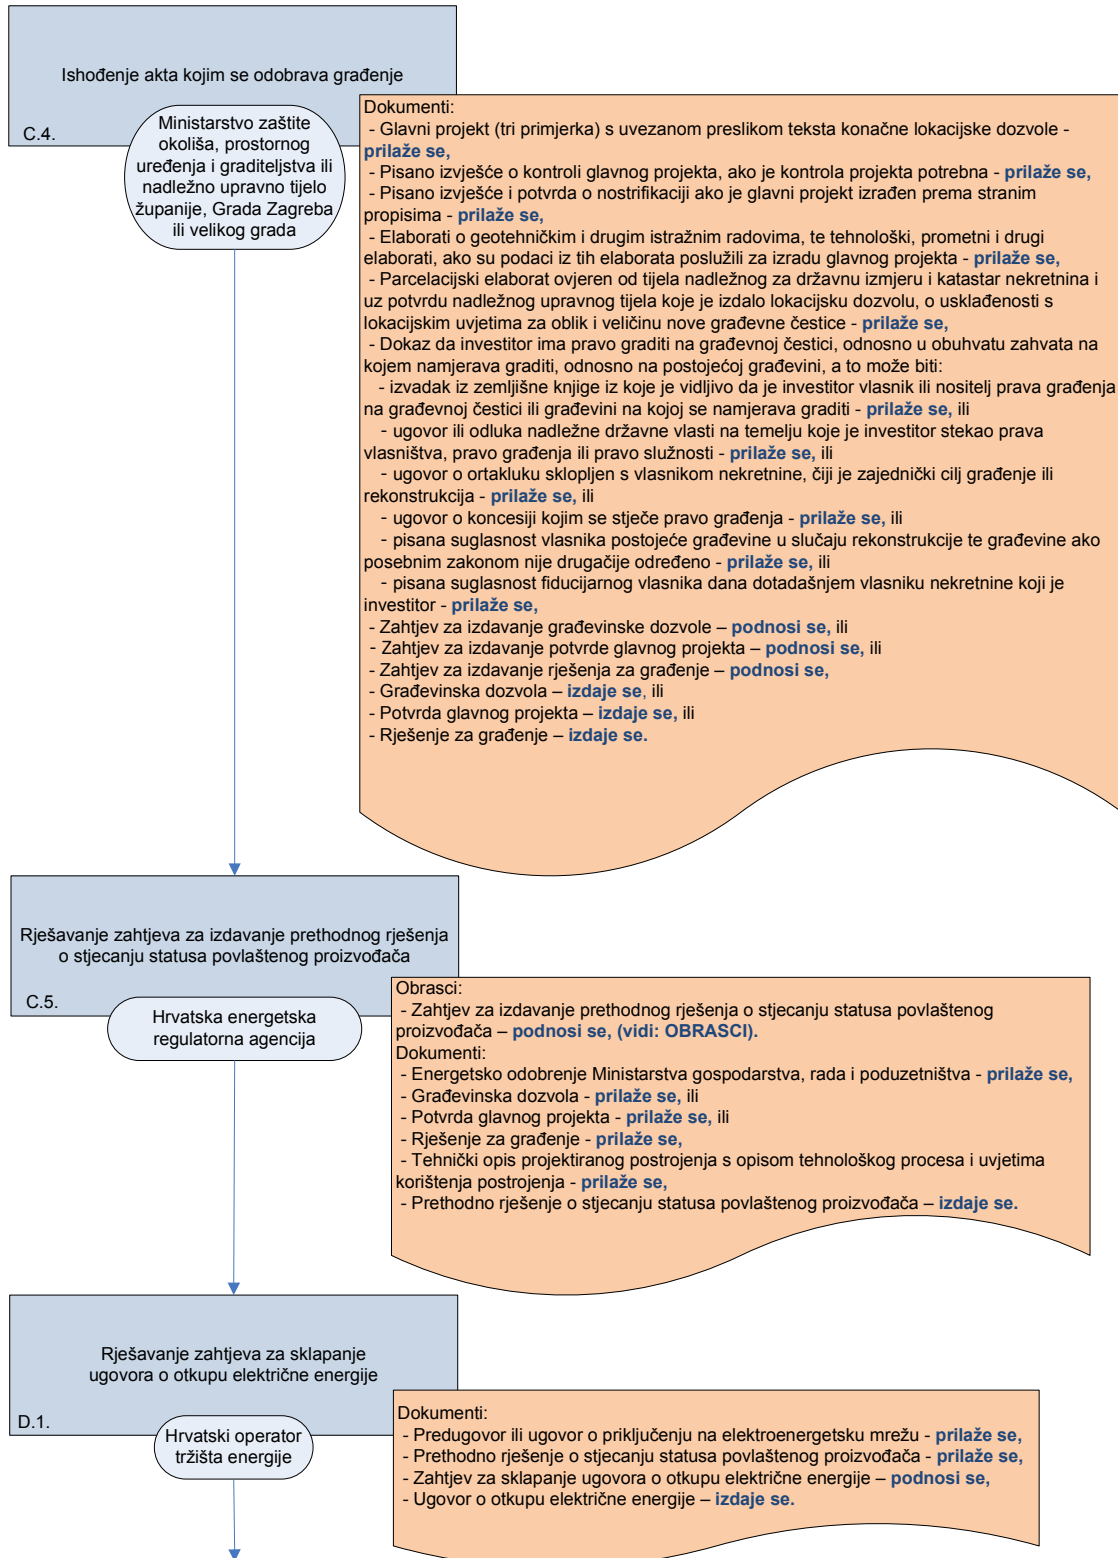 Ishođenje akta kojim se odobrava građenje
C.4.
Ministarstvo zaštite
okoliša, prostornog
uređenja i graditeljstva ili
nadležno upravno tijelo
županije, Grada Zagreba
ili velikog grada
Dokumenti:
- Glavni projekt (tri primjerka) s uvezanom preslikom teksta konačne lokacijske dozvole -
prilaže se,
- Pisano izvješće o kontroli glavnog projekta, ako je kontrola projekta potrebna - prilaže se,
- Pisano izvješće i potvrda o nostrifikaciji ako je glavni projekt izrađen prema stranim
propisima - prilaže se,
- Elaborati o geotehničkim i drugim istražnim radovima, te tehnološki, prometni i drugi
elaborati, ako su podaci iz tih elaborata poslužili za izradu glavnog projekta - prilaže se,
- Parcelacijski elaborat ovjeren od tijela nadležnog za državnu izmjeru i katastar nekretnina i
uz potvrdu nadležnog upravnog tijela koje je izdalo lokacijsku dozvolu, o usklađenosti s
lokacijskim uvjetima za oblik i veličinu nove građevne čestice - prilaže se,
- Dokaz da investitor ima pravo graditi na građevnoj čestici, odnosno u obuhvatu zahvata na
kojem namjerava graditi, odnosno na postojećoj građevini, a to može biti:
- izvadak iz zemljišne knjige iz koje je vidljivo da je investitor vlasnik ili nositelj prava građenja
na građevnoj čestici ili građevini na kojoj se namjerava graditi - prilaže se, ili
- ugovor ili odluka nadležne državne vlasti na temelju koje je investitor stekao prava
vlasništva, pravo građenja ili pravo služnosti - prilaže se, ili
- ugovor o ortakluku sklopljen s vlasnikom nekretnine, čiji je zajednički cilj građenje ili
rekonstrukcija - prilaže se, ili
- ugovor o koncesiji kojim se stječe pravo građenja - prilaže se, ili
- pisana suglasnost vlasnika postojeće građevine u slučaju rekonstrukcije te građevine ako
posebnim zakonom nije drugačije određeno - prilaže se, ili
- pisana suglasnost fiducijarnog vlasnika dana dotadašnjem vlasniku nekretnine koji je
investitor - prilaže se,
- Zahtjev za izdavanje građevinske dozvole – podnosi se, ili
- Zahtjev za izdavanje potvrde glavnog projekta – podnosi se, ili
- Zahtjev za izdavanje rješenja za građenje – podnosi se,
- Građevinska dozvola – izdaje se, ili
- Potvrda glavnog projekta – izdaje se, ili
- Rješenje za građenje – izdaje se.
Rješavanje zahtjeva za izdavanje prethodnog rješenja
o stjecanju statusa povlaštenog proizvođača
C.5.
Hrvatska energetska
regulatorna agencija
Obrasci:
- Zahtjev za izdavanje prethodnog rješenja o stjecanju statusa povlaštenog
proizvođača – podnosi se, (vidi: OBRASCI).
Dokumenti:
- Energetsko odobrenje Ministarstva gospodarstva, rada i poduzetništva - prilaže se,
- Građevinska dozvola - prilaže se, ili
- Potvrda glavnog projekta - prilaže se, ili
- Rješenje za građenje - prilaže se,
- Tehnički opis projektiranog postrojenja s opisom tehnološkog procesa i uvjetima
korištenja postrojenja - prilaže se,
- Prethodno rješenje o stjecanju statusa povlaštenog proizvođača – izdaje se.
Rješavanje zahtjeva za sklapanje
ugovora o otkupu električne energije
D.1.
Hrvatski operator
tržišta energije
Dokumenti:
- Predugovor ili ugovor o priključenju na elektroenergetsku mrežu - prilaže se,
- Prethodno rješenje o stjecanju statusa povlaštenog proizvođača - prilaže se,
- Zahtjev za sklapanje ugovora o otkupu električne energije – podnosi se,
- Ugovor o otkupu električne energije – izdaje se.